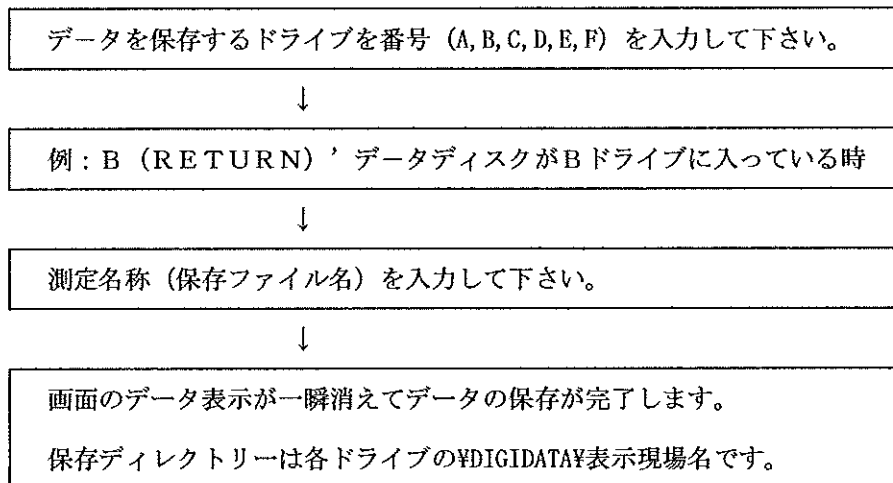 データを保存するドライブを番号 (A,B,C,D,E,F) を入力して下さい。
↓
例：B（RETURN）’データディスクがBドライブに入っている時
↓
測定名称（保存ファイル名）を入力して下さい。
↓
画面のデータ表示が一瞬消えてデータの保存が完了します。
保存ディレクトリーは各ドライブの¥DIGIDATA¥表示現場名です。